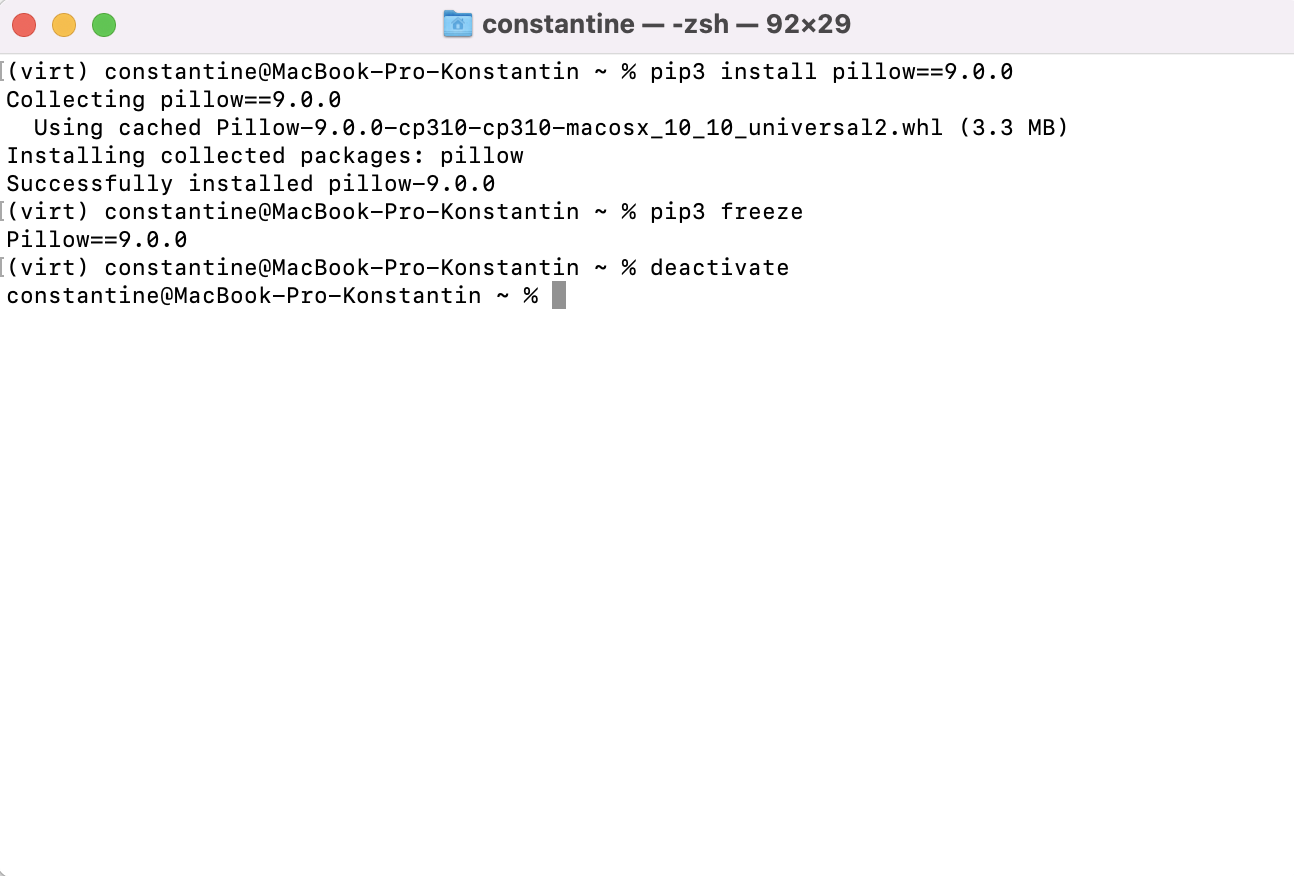 constantine — -zsh — 92×29
[(virt) constantine@MacBook-Pro-Konstantin ~ % pip3 install pillow==9.0.0
Collecting pillow==9.0.0
  Using cached Pillow-9.0.0-cp310-cp310-macosx_10_10_universal2.whl (3.3 MB)
Installing collected packages: pillow
Successfully installed pillow-9.0.0
[(virt) constantine@MacBook-Pro-Konstantin ~ % pip3 freeze
Pillow==9.0.0
[(virt) constantine@MacBook-Pro-Konstantin ~ % deactivate
constantine@MacBook-Pro-Konstantin ~ %